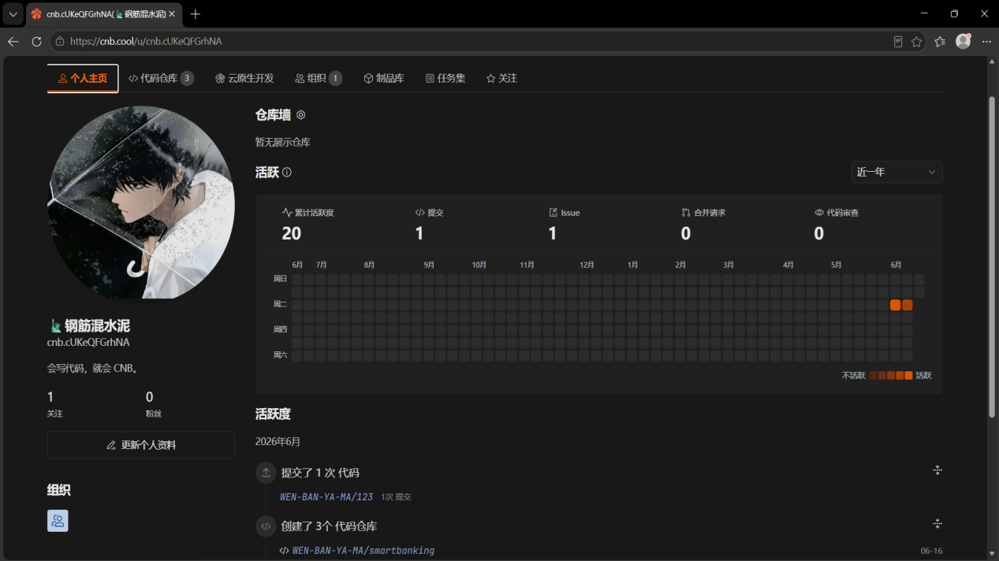 cnb.cUKeQFGrhNA(🗽钢筋混水泥)
https://cnb.cool/u/cnb.cUKeQFGrhNA
个人主页 代码仓库 3 云原生开发 组织 1 制品库 任务集 关注
仓库墙
暂无展示仓库
活跃
近一年
累计活跃度 提交 Issue 合并请求 代码审查
20 1 1 0 0
6月 7月 8月 9月 10月 11月 12月 1月 2月 3月 4月 5月 6月
周日
周二
周四
周六
不活跃 活跃
🗽钢筋混水泥
cnb.cUKeQFGrhNA
会写代码，就会 CNB。
1 0
关注 粉丝
更新个人资料
组织
活跃度
2026年6月
提交了 1 次 代码
WEN-BAN-YA-MA/123 1次 提交
创建了 3个 代码仓库
WEN-BAN-YA-MA/smartbanking 06-16